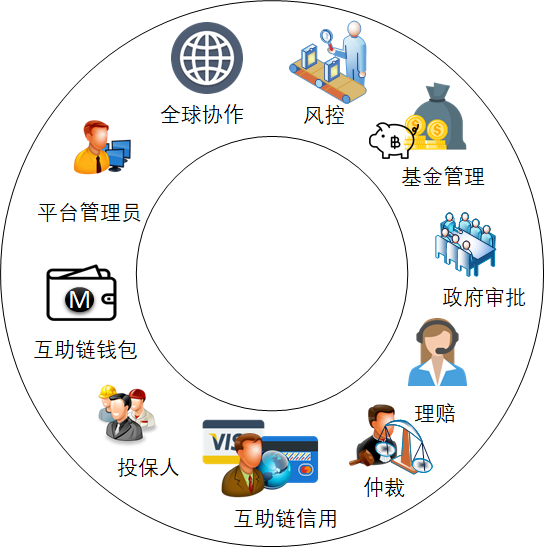 全球协作
风控
基金管理
政府审批
理赔
仲裁
VIS
互助链信用
投保人
M
互助链钱包
平台管理员